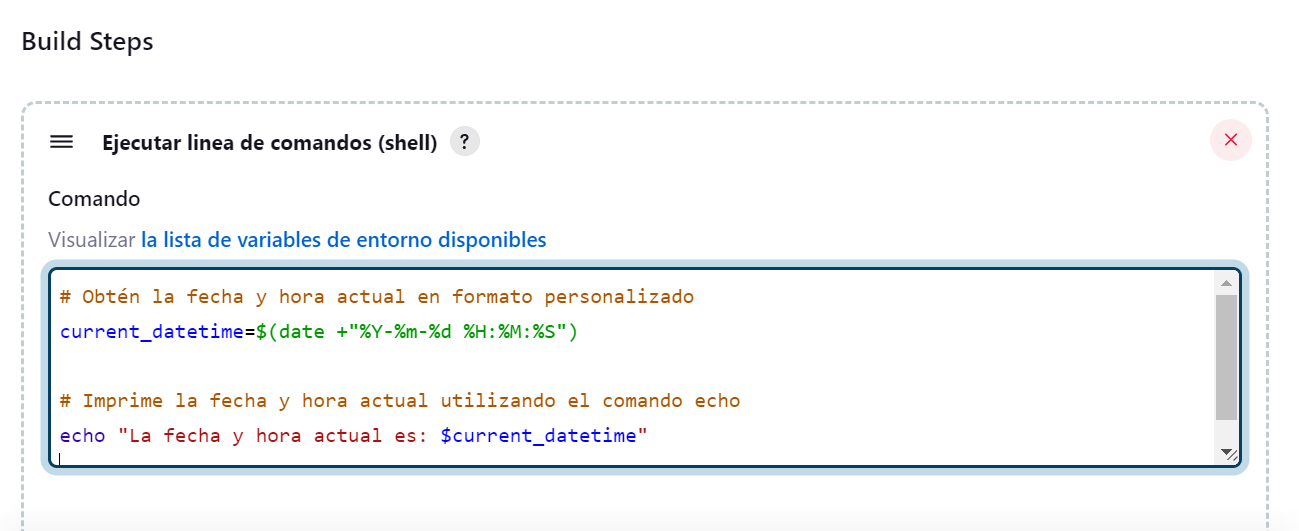 Build Steps
Ejecutar linea de comandos (shell) ?
Comando
Visualizar la lista de variables de entorno disponibles
# Obtén la fecha y hora actual en formato personalizado
current_datetime=$(date +"%Y-%m-%d %H:%M:%S")
# Imprime la fecha y hora actual utilizando el comando echo
echo "La fecha y hora actual es: $current_datetime"